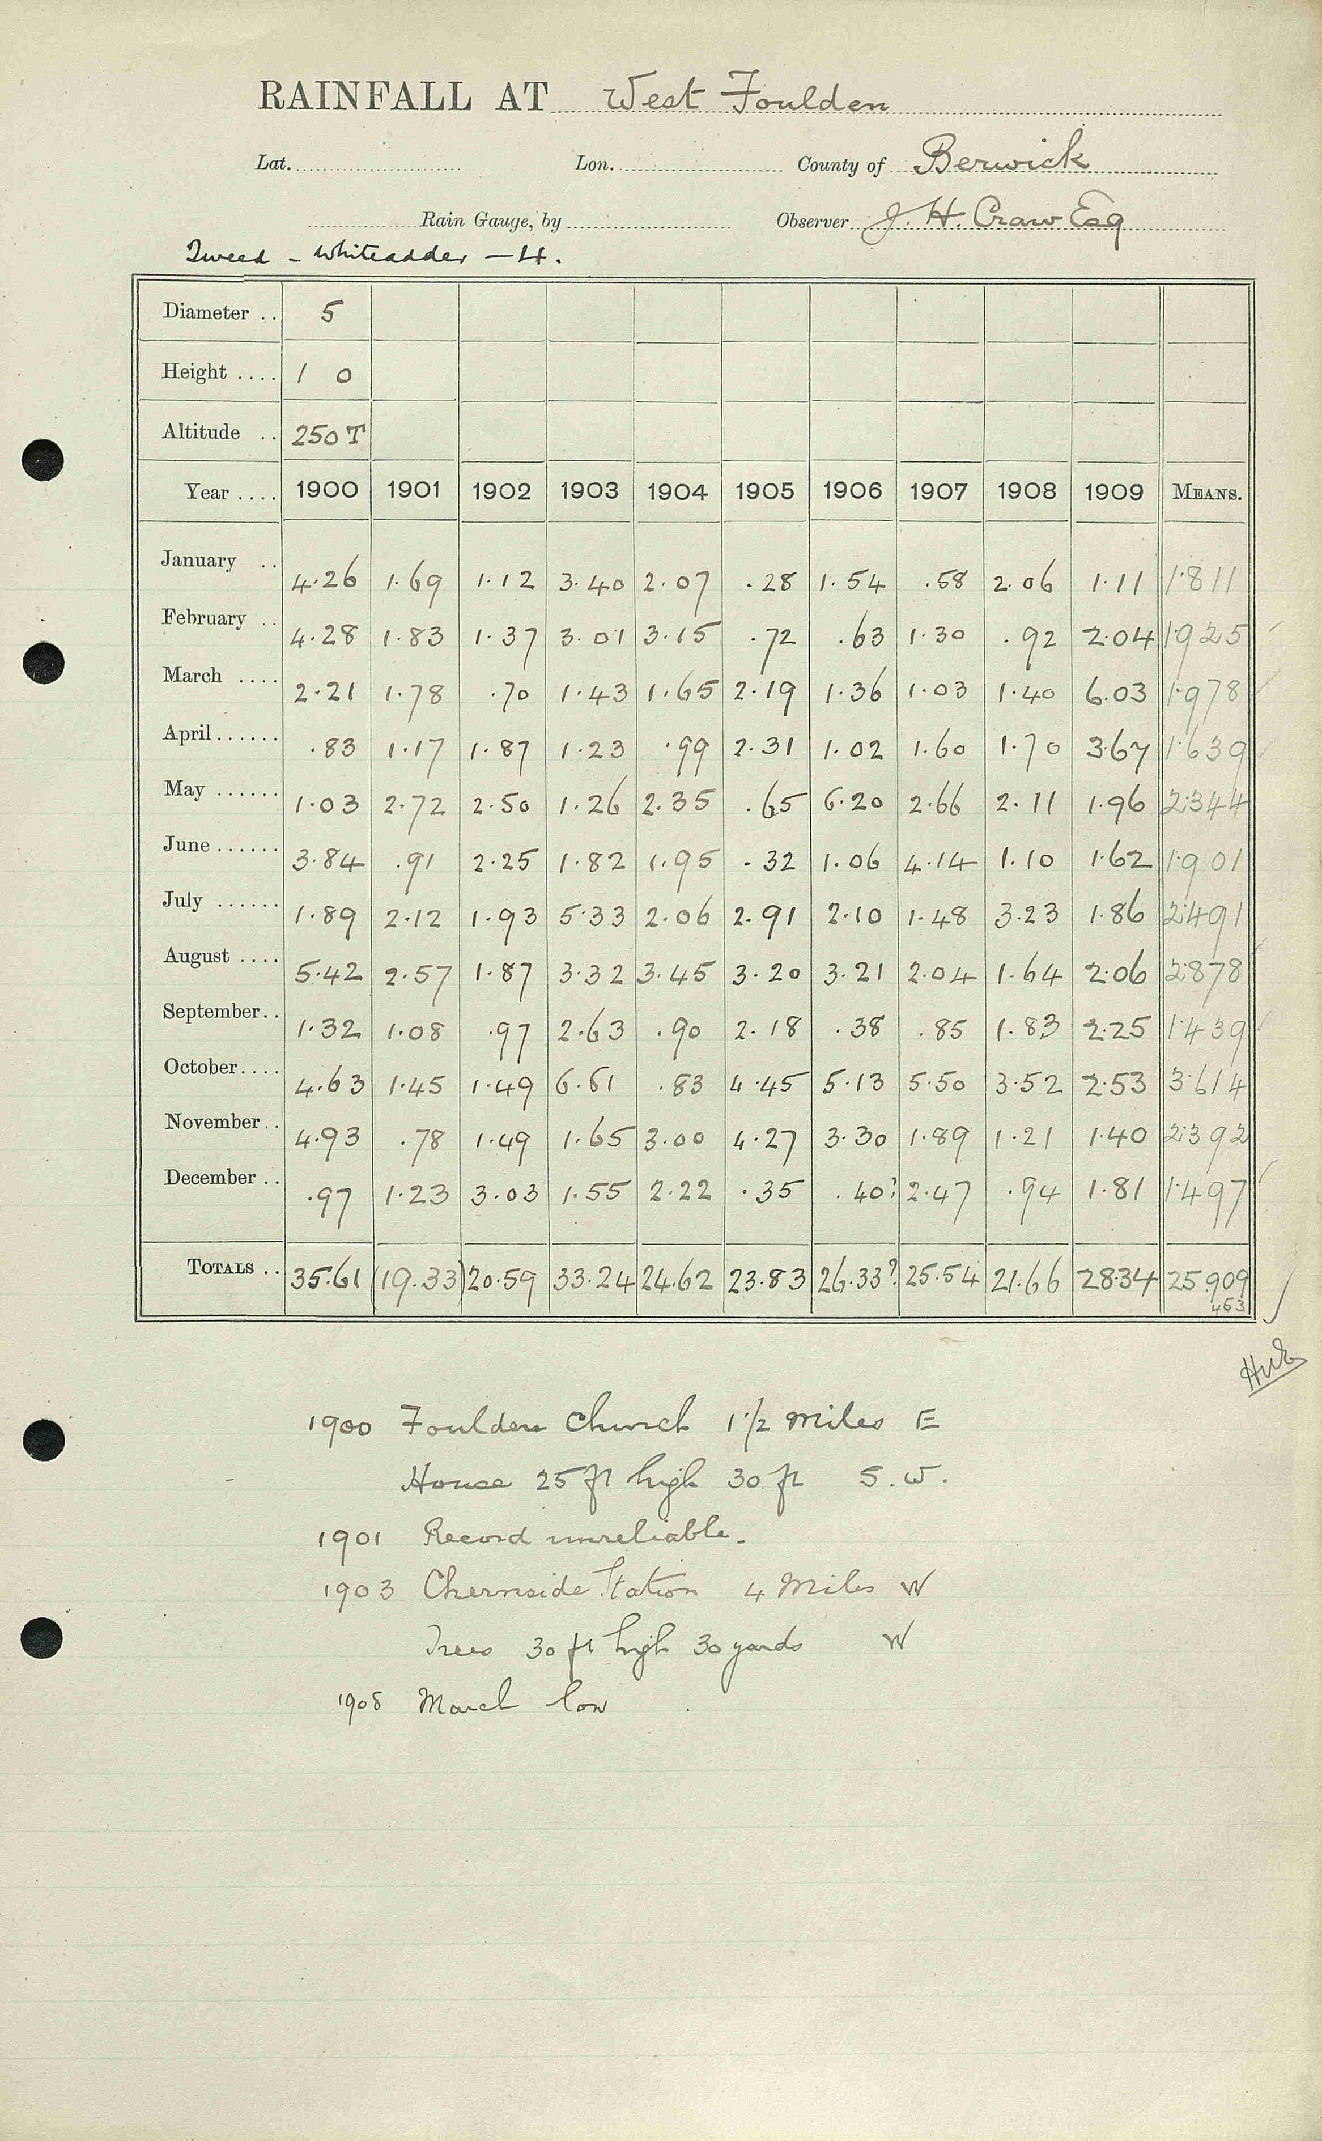 RAINFALL AT West Foulden
Lat. Lon. County of Berwick
Rain Gauge, by Observer J. H. Craw Esq
Tweed - Whiteadder - 4.
Diameter .. 5
Height .... 1 0
Altitude .. 250 T
Year .... 1900 1901 1902 1903 1904 1905 1906 1907 1908 1909 MEANS.
January .. 4.26 1.69 1.12 3.40 2.07 .28 1.54 .58 2.06 1.11 1.811
February .. 4.28 1.83 1.37 3.01 3.15 .72 .63 1.30 .92 2.04 1.925
March .... 2.21 1.78 .70 1.43 1.65 2.19 1.36 1.03 1.40 6.03 1.978
April ...... .83 1.17 1.87 1.23 .99 2.31 1.02 1.60 1.70 3.67 1.639
May ...... 1.03 2.72 2.50 1.26 2.35 .65 6.20 2.66 2.11 1.96 2.344
June ...... 3.84 .91 2.25 1.82 1.95 .32 1.06 4.14 1.10 1.62 1.901
July ...... 1.89 2.12 1.93 5.33 2.06 2.91 2.10 1.48 3.23 1.86 2.491
August .... 5.42 2.57 1.87 3.32 3.45 3.20 3.21 2.04 1.64 2.06 2.878
September .. 1.32 1.08 .97 2.63 .90 2.18 .38 .85 1.83 2.25 1.439
October .... 4.63 1.45 1.49 6.61 .83 4.45 5.13 5.50 3.52 2.53 3.614
November .. 4.93 .78 1.49 1.65 3.00 4.27 3.30 1.89 1.21 1.40 2.392
December .. .97 1.23 3.03 1.55 2.22 .35 .40? 2.47 .94 1.81 1.497
TOTALS .. 35.61 (19.33) 20.59 33.24 24.62 23.83 26.33? 25.54 21.66 28.34 25.909
453
1900 Foulden Church 1 1/2 miles E
House 25 ft high 30 ft S.W.
1901 Record unreliable.
1903 Chernside Station 4 Miles W
Trees 30 ft high 30 yards W
1908 March low